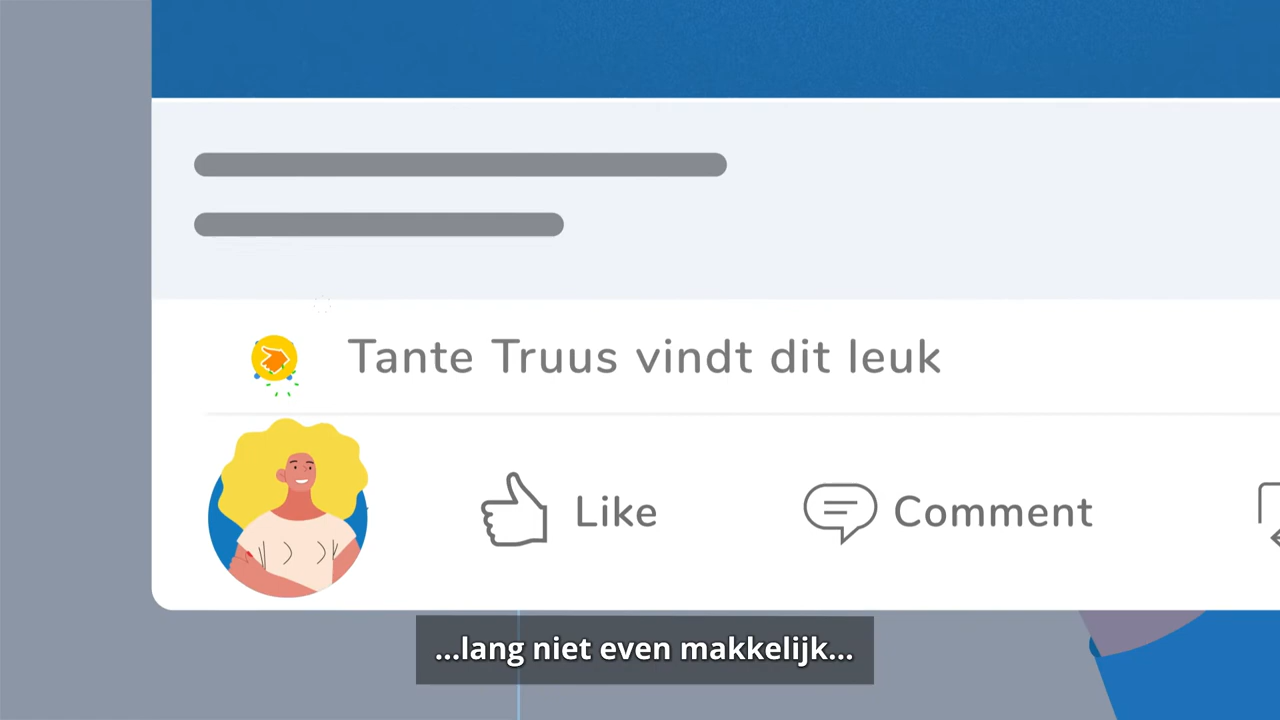 Tante Truus vindt dit leuk
Like
Comment
...lang niet even makkelijk...